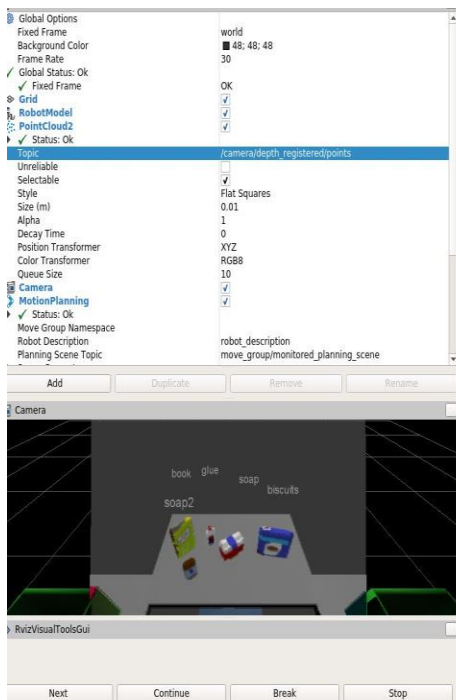 Global Options
Fixed Frame world
Background Color 48; 48; 48
Frame Rate 30
Global Status: Ok
Fixed Frame OK
Grid
RobotModel
PointCloud2
Status: Ok
Topic /camera/depth_registered/points
Unreliable
Selectable
Style Flat Squares
Size (m) 0.01
Alpha 1
Decay Time 0
Position Transformer XYZ
Color Transformer RGB8
Queue Size 10
Camera
MotionPlanning
Status: Ok
Move Group Namespace
Robot Description robot_description
Planning Scene Topic move_group/monitored_planning_scene
Add Duplicate Remove Rename
Camera
book glue soap biscuits
soap2
RvizVisualToolsGui
Next Continue Break Stop